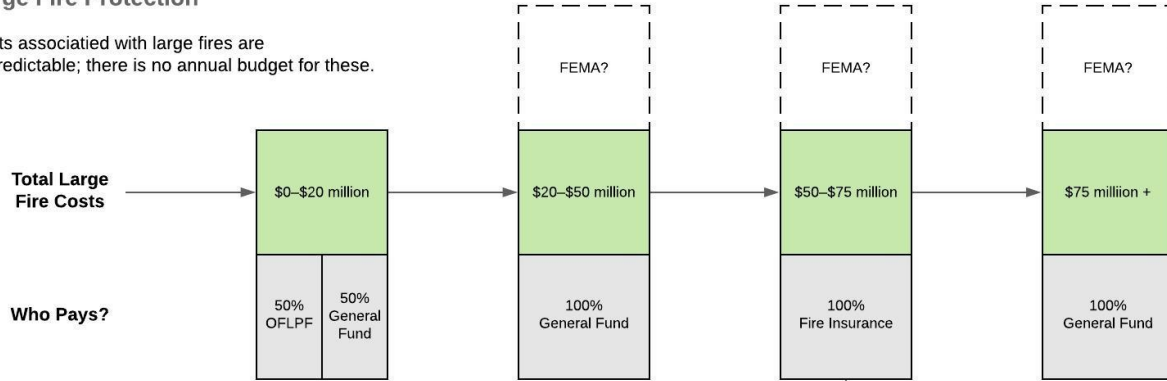 ge Fire Protection
ts associatied with large fires are
redictable; there is no annual budget for these.
FEMA?
FEMA?
FEMA?
Total Large
Fire Costs
$0–$20 million
$20–$50 million
$50–$75 million
$75 milliion +
Who Pays?
50%
OFLPF
50%
General
Fund
100%
General Fund
100%
Fire Insurance
100%
General Fund